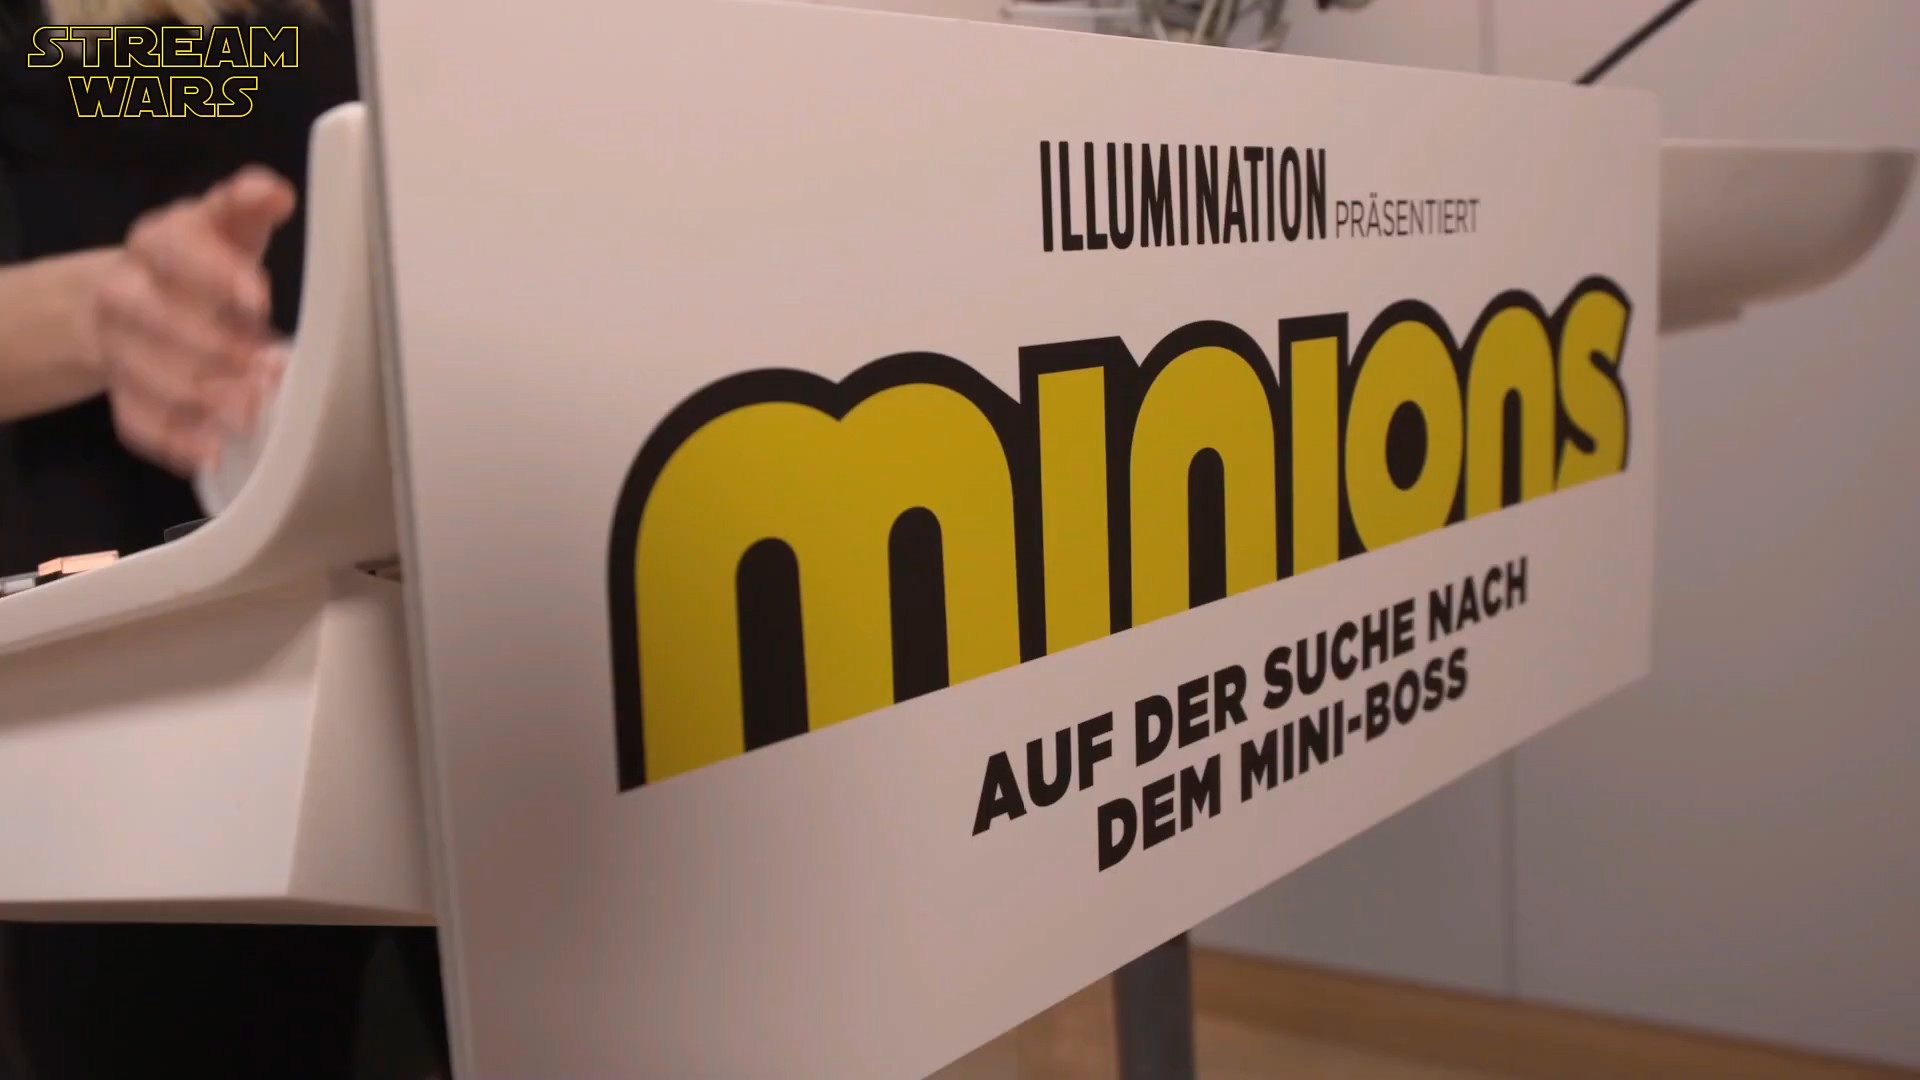 STREAM
WARS
ILLUMINATION PRÄSENTIERT
minions
AUF DER SUCHE NACH
DEM MINI-BOSS